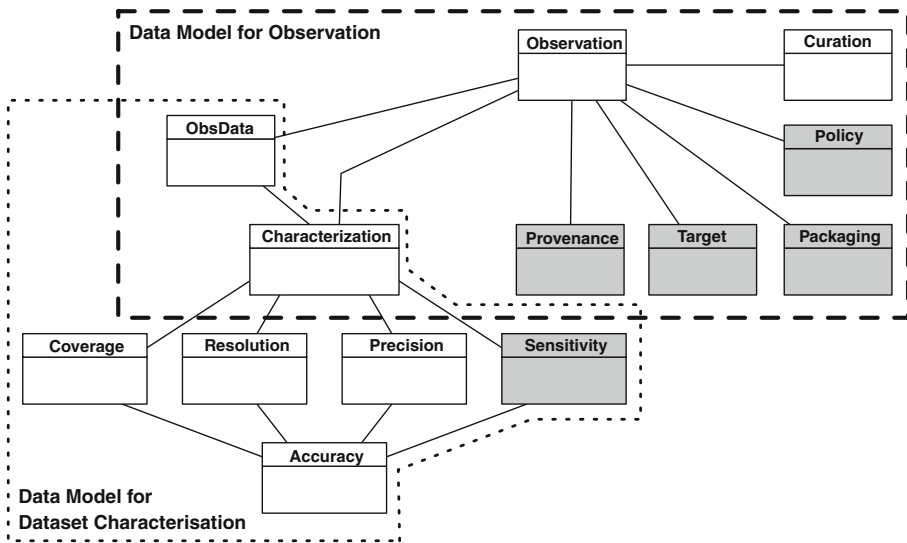 Data Model for Observation
Observation
Curation
ObsData
Policy
Characterization
Provenance
Target
Packaging
Coverage
Resolution
Precision
Sensitivity
Accuracy
Data Model for
Dataset Characterisation